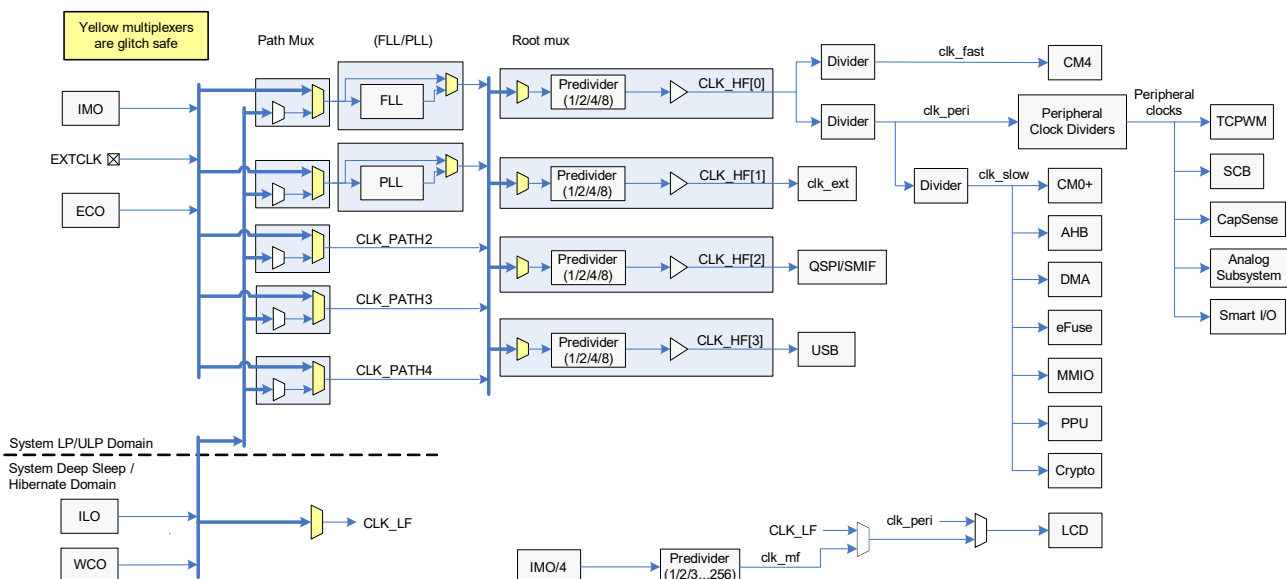 Yellow multiplexers
are glitch safe
Path Mux
(FLL/PLL)
Root mux
IMO
EXTCLK
ECO
FLL
PLL
CLK_PATH2
CLK_PATH3
CLK_PATH4
Predivider
(1/2/4/8)
CLK_HF[0]
Predivider
(1/2/4/8)
CLK_HF[1]
clk_ext
Predivider
(1/2/4/8)
CLK_HF[2]
QSPI/SMIF
Predivider
(1/2/4/8)
CLK_HF[3]
USB
Divider
clk_fast
CM4
Divider
clk_peri
Peripheral
Clock Dividers
Peripheral
clocks
TCPWM
SCB
CapSense
Analog
Subsystem
Smart I/O
Divider
clk_slow
CM0+
AHB
DMA
eFuse
MMIO
PPU
Crypto
System LP/ULP Domain
System Deep Sleep /
Hibernate Domain
ILO
WCO
CLK_LF
IMO/4
Predivider
(1/2/3...256)
clk_mf
CLK_LF
clk_peri
LCD